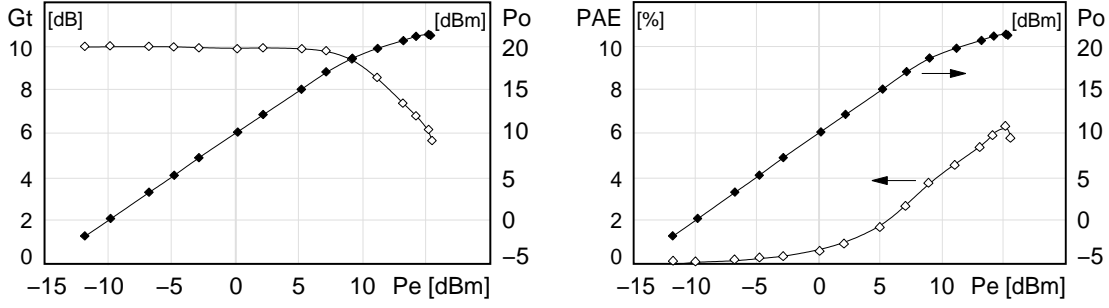 Gt [dB] [dBm] Po PAE [%] [dBm] Po
10 20 10 20
8 15 8 15
6 10 6 10
4 5 4 5
2 0 2 0
0 −5 0 −5
−15 −10 −5 0 5 10 Pe [dBm] −15 −10 −5 0 5 10 Pe [dBm]